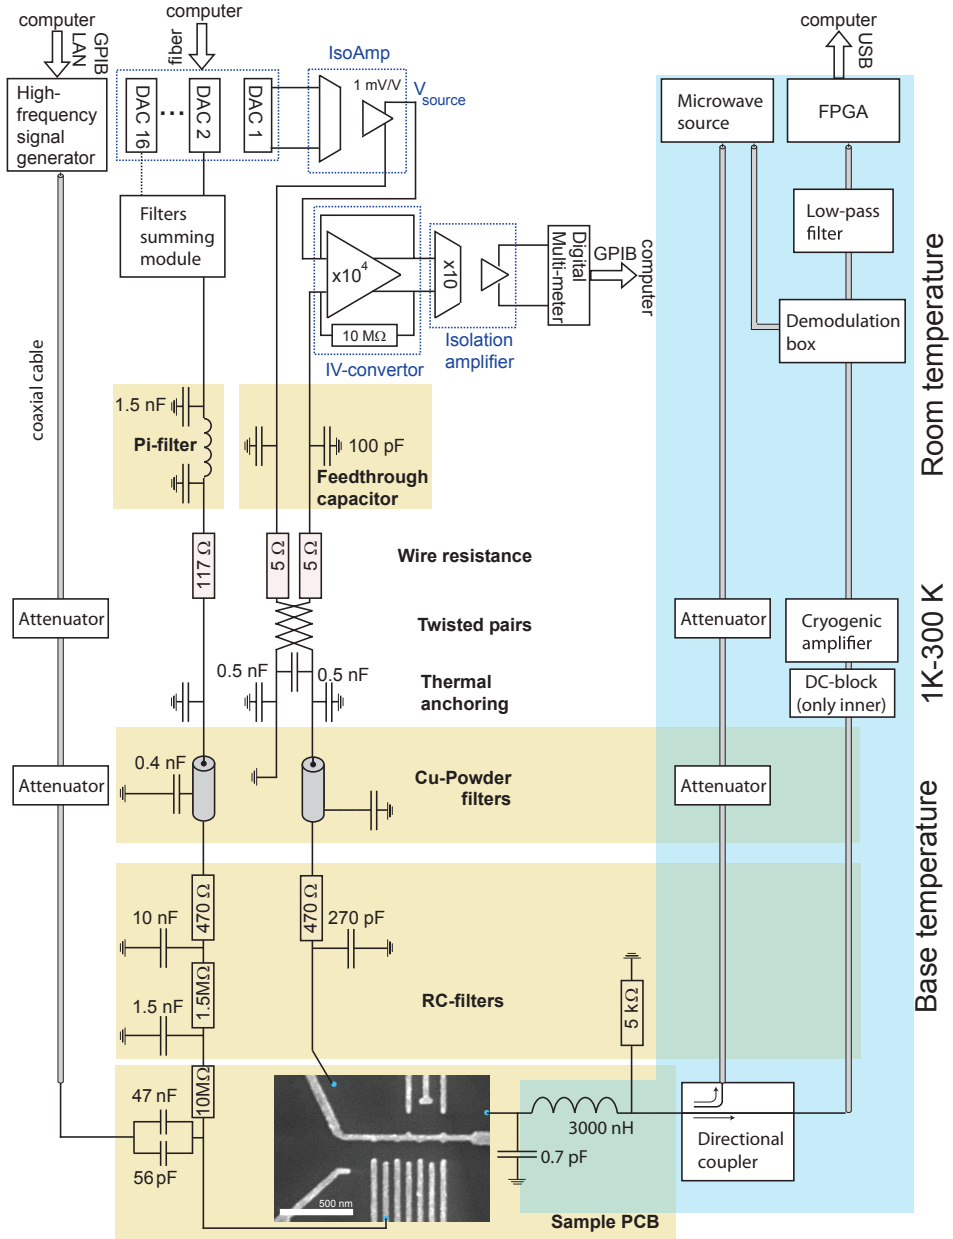 computer
GPIB
LAN
High-
frequency
signal
generator
computer
fiber
DAC 16
...
DAC 2
DAC 1
IsoAmp
1 mV/V
V
source
Filters
summing
module
x10⁴
10 MΩ
IV-convertor
x10
Isolation
amplifier
Digital
Multi-meter
GPIB
computer
computer
USB
Microwave
source
FPGA
Low-pass
filter
Demodulation
box
Room temperature
coaxial cable
1.5 nF
Pi-filter
100 pF
Feedthrough
capacitor
117 Ω
5 Ω
5 Ω
Wire resistance
Attenuator
Twisted pairs
Attenuator
Cryogenic
amplifier
DC-block
(only inner)
1K-300 K
0.5 nF
0.5 nF
Thermal
anchoring
0.4 nF
Attenuator
Cu-Powder
filters
Attenuator
Base temperature
470 Ω
470 Ω
10 nF
270 pF
1.5MΩ
1.5 nF
RC-filters
5 kΩ
10MΩ
47 nF
56 pF
500 nm
3000 nH
0.7 pF
Directional
coupler
Sample PCB